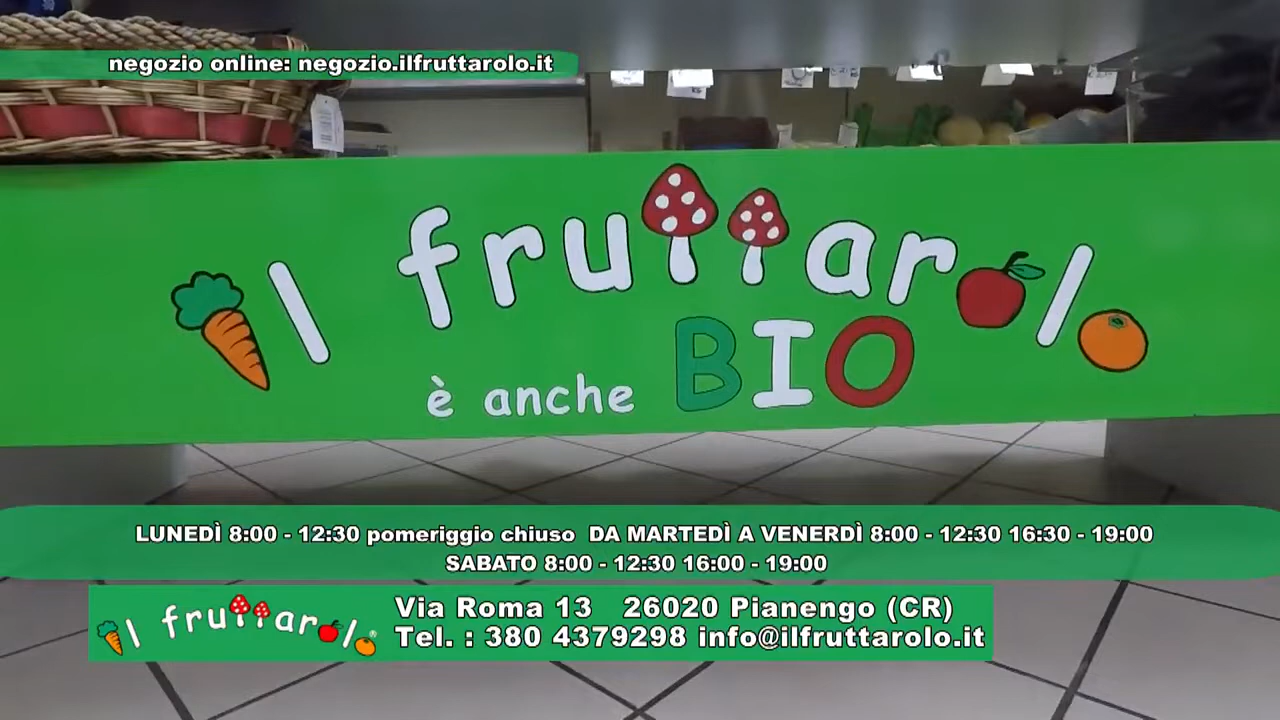 negozio online: negozio.ilfruttarolo.it
il fruttarolo
è anche BIO
LUNEDÌ 8:00 - 12:30 pomeriggio chiuso DA MARTEDÌ A VENERDÌ 8:00 - 12:30 16:30 - 19:00
SABATO 8:00 - 12:30 16:00 - 19:00
il fruttarolo®
Via Roma 13 26020 Pianengo (CR)
Tel. : 380 4379298 info@ilfruttarolo.it